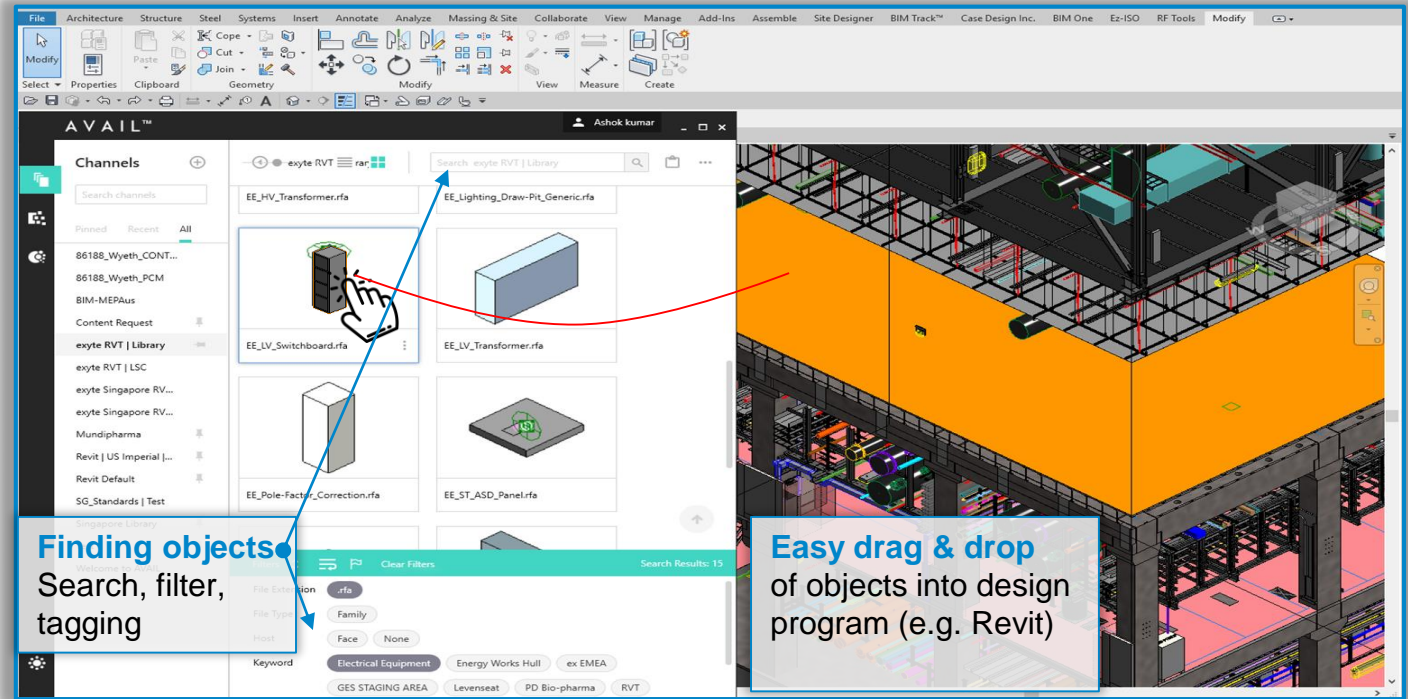 File Architecture Structure Steel Systems Insert Annotate Analyze Massing & Site Collaborate View Manage Add-Ins Assemble Site Designer BIM Track™ Case Design Inc. BIM One Ez-ISO RF Tools Modify
Modify
Paste
Cope
Cut
Join
Select Properties Clipboard Geometry Modify View Measure Create
AVAIL™
Ashok kumar
Channels
exyte RVT
Search exyte RVT | Library
Search channels
Pinned Recent All
86188_Wyeth_CONT...
86188_Wyeth_PCM
BIM-MEPAus
Content Request
exyte RVT | Library
exyte RVT | LSC
exyte Singapore RV...
exyte Singapore RV...
Mundipharma
Revit | US Imperial |...
Revit Default
SG_Standards | Test
Singapore Library
Welcome to AVAIL
EE_HV_Transformer.rfa
EE_Lighting_Draw-Pit_Generic.rfa
EE_LV_Switchboard.rfa
EE_LV_Transformer.rfa
EE_Pole-Factor_Correction.rfa
EE_ST_ASD_Panel.rfa
Clear Filters
Search Results: 15
File Extension .rfa
File Type Family
Host Face None
Keyword Electrical Equipment Energy Works Hull ex EMEA
GES STAGING AREA Levenseat PD Bio-pharma RVT
Finding objects
Search, filter,
tagging
Easy drag & drop
of objects into design
program (e.g. Revit)
W